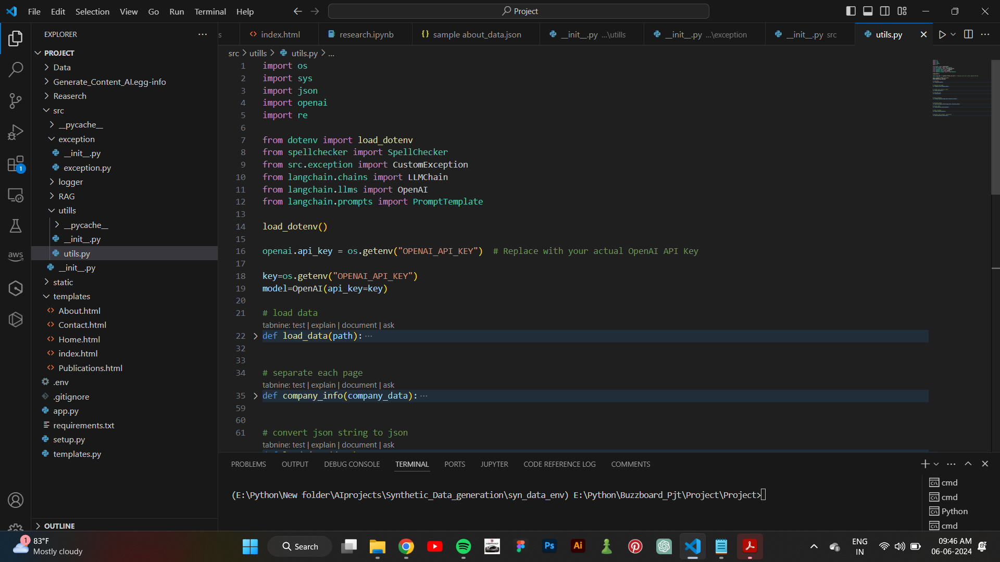 File Edit Selection View Go Run Terminal Help
Project
EXPLORER
PROJECT
Data
Generate_Content_AI.egg-info
Reaserch
src
__pycache__
exception
__init__.py
exception.py
logger
RAG
utills
__pycache__
__init__.py
utils.py
__init__.py
static
templates
About.html
Contact.html
Home.html
index.html
Publications.html
.env
.gitignore
app.py
requirements.txt
setup.py
templates.py
OUTLINE
1
aws
s index.html research.ipynb {} sample about_data.json __init__.py ...\utills __init__.py ...\exception __init__.py src utils.py
src > utills > utils.py > ...
1 import os
2 import sys
3 import json
4 import openai
5 import re
6
7 from dotenv import load_dotenv
8 from spellchecker import SpellChecker
9 from src.exception import CustomException
10 from langchain.chains import LLMChain
11 from langchain.llms import OpenAI
12 from langchain.prompts import PromptTemplate
13
14 load_dotenv()
15
16 openai.api_key = os.getenv("OPENAI_API_KEY")  # Replace with your actual OpenAI API Key
17
18 key=os.getenv("OPENAI_API_KEY")
19 model=OpenAI(api_key=key)
20
21 # load data
tabnine: test | explain | document | ask
22 def load_data(path): ...
32
33
34 # separate each page
tabnine: test | explain | document | ask
35 def company_info(company_data): ...
59
60
61 # convert json string to json
tabnine: test | explain | document | ask
PROBLEMS OUTPUT DEBUG CONSOLE TERMINAL PORTS JUPYTER CODE REFERENCE LOG COMMENTS
(E:\Python\New folder\AIprojects\Synthetic_Data_generation\syn_data_env) E:\Python\Buzzboard_Pjt\Project\Project>
cmd
cmd
Python
cmd
1
83°F
Mostly cloudy
Search
Ps
Ai
ENG
IN
09:46 AM
06-06-2024